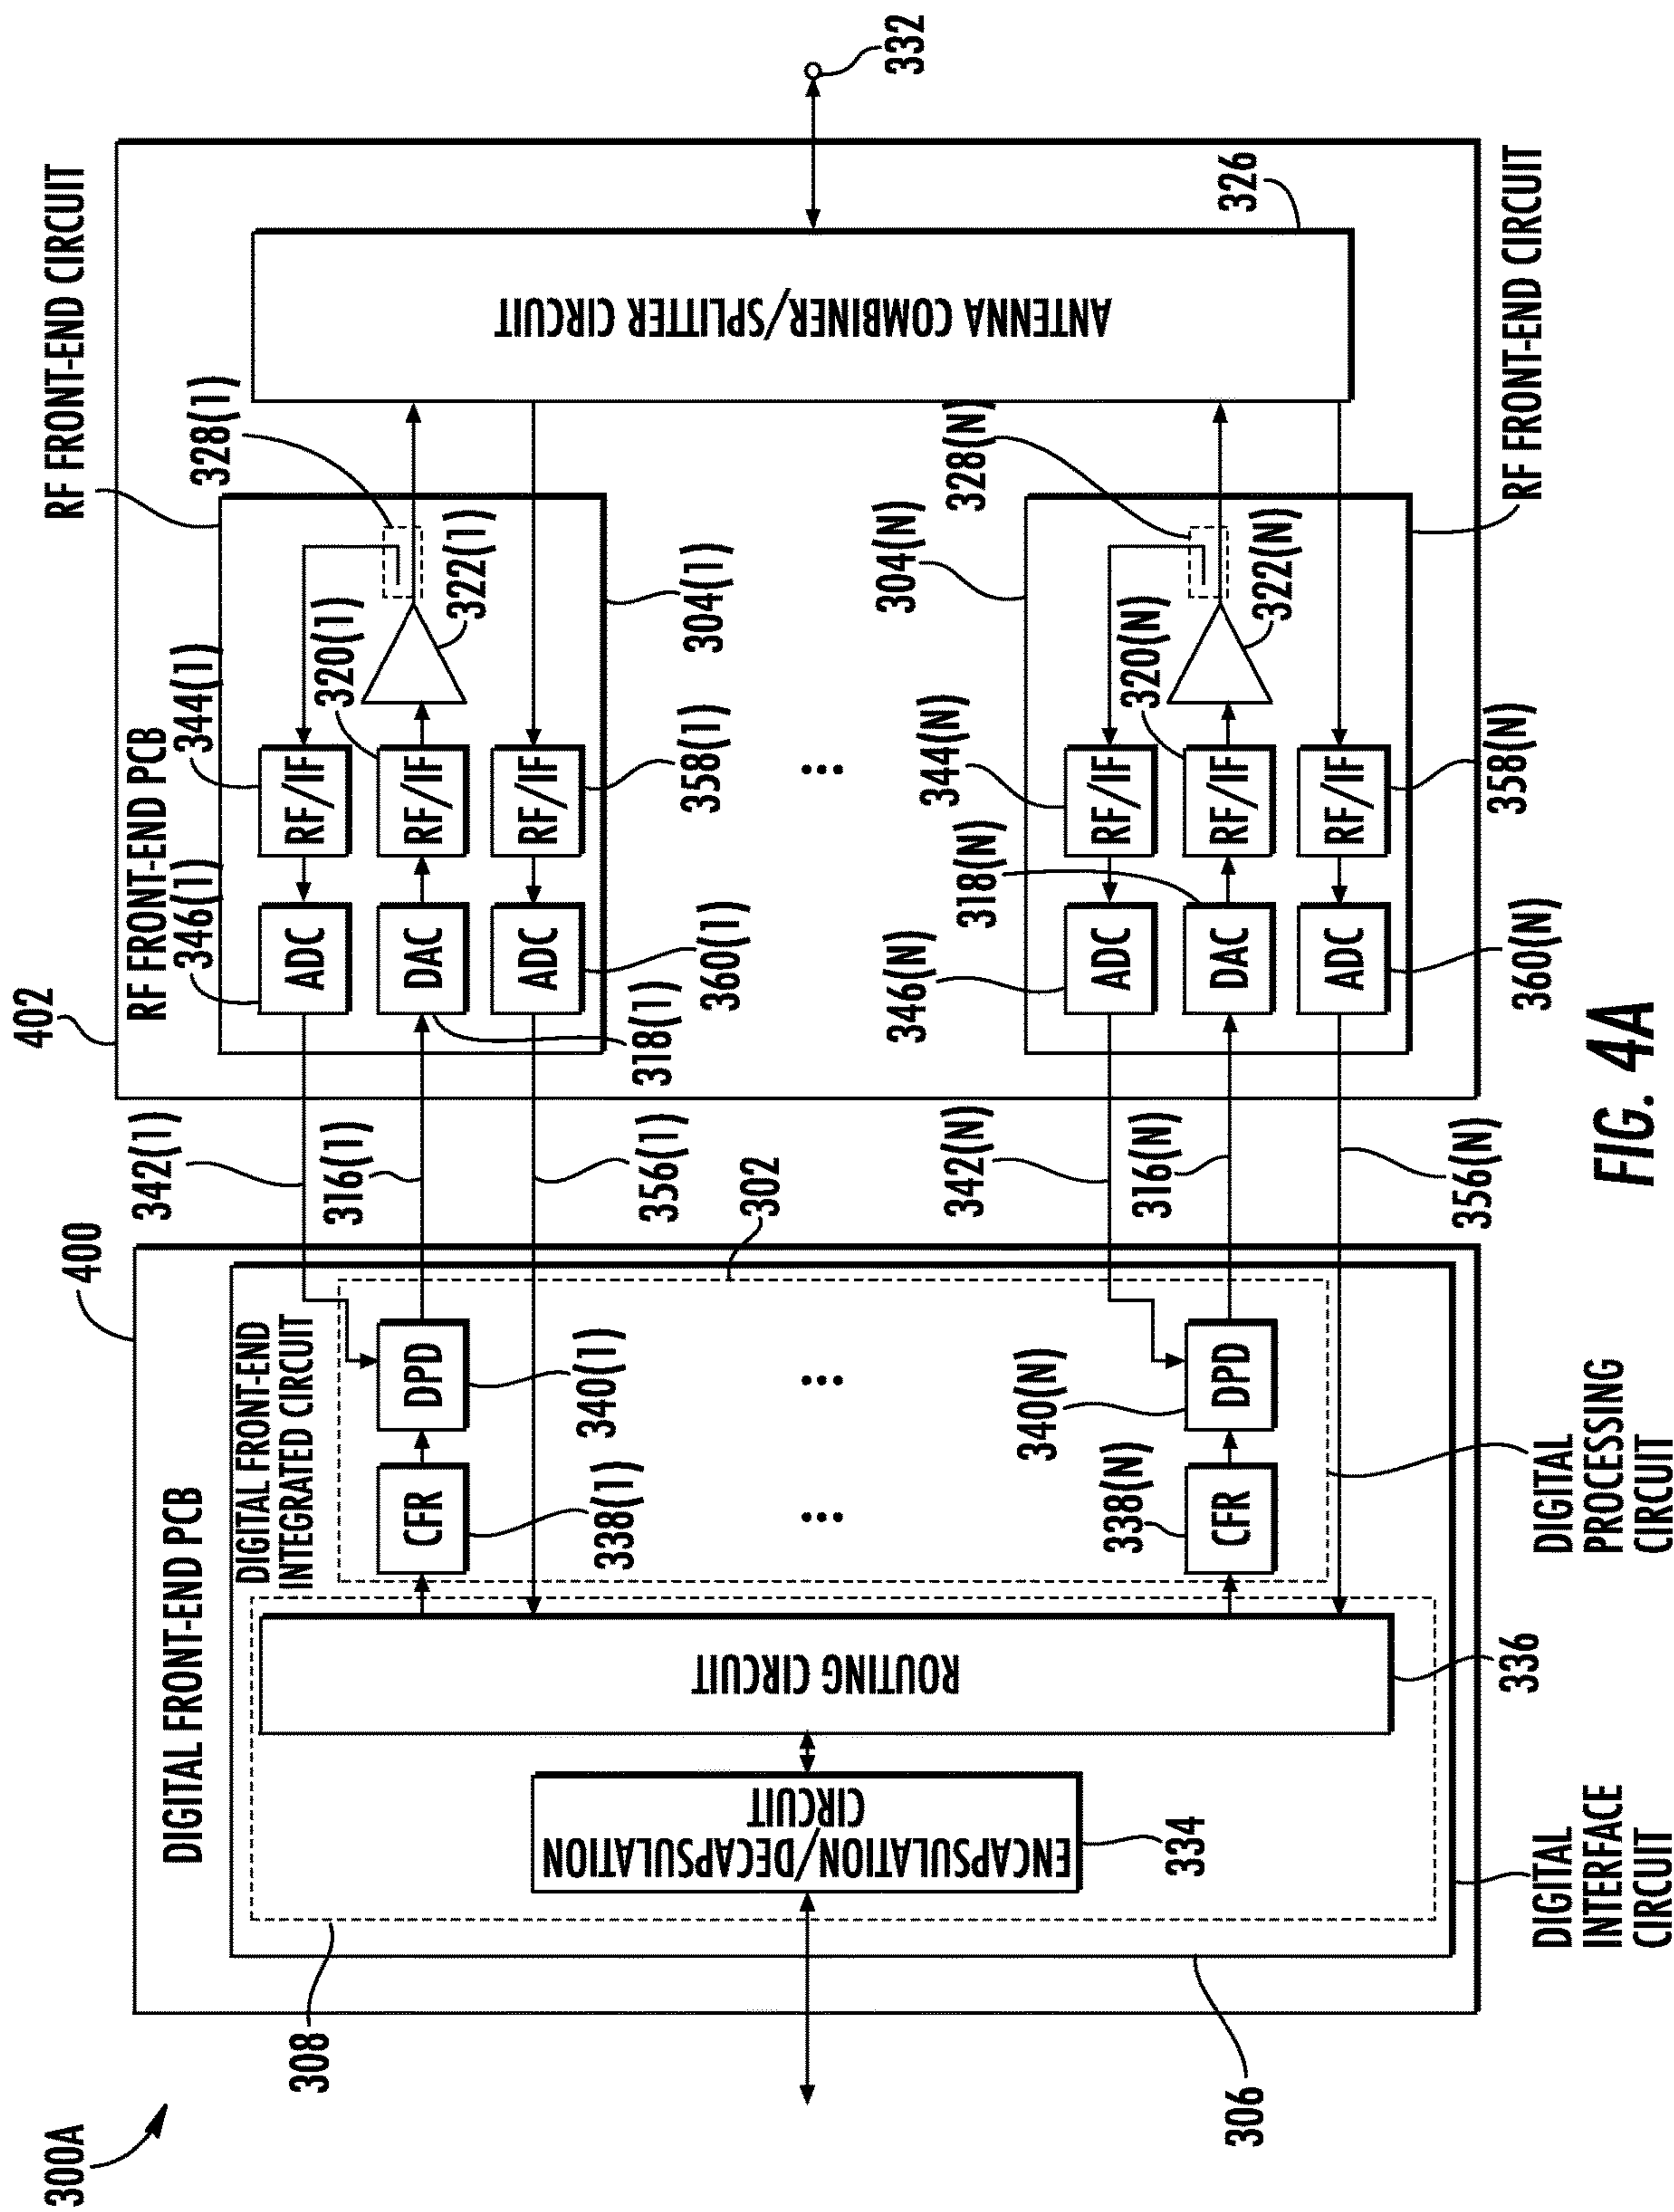 300A
308
306
400
DIGITAL FRONT-END PCB
DIGITAL FRONT-END
INTEGRATED CIRCUIT
ENCAPSULATION/DECAPSULATION
CIRCUIT
334
ROUTING CIRCUIT
336
CFR
338(1)
DPD
340(1)
302
...
...
CFR
338(N)
DPD
340(N)
DIGITAL
INTERFACE
CIRCUIT
DIGITAL
PROCESSING
CIRCUIT
342(1)
316(1)
356(1)
342(N)
316(N)
356(N)
402
RF FRONT-END PCB
RF FRONT-END CIRCUIT
346(1)
344(1)
ADC
RF/IF
320(1)
328(1)
DAC
RF/IF
322(1)
318(1)
ADC
RF/IF
360(1)
358(1)
304(1)
...
304(N)
346(N)
344(N)
ADC
RF/IF
318(N)
320(N)
328(N)
DAC
RF/IF
322(N)
ADC
RF/IF
360(N)
358(N)
RF FRONT-END CIRCUIT
ANTENNA COMBINER/SPLITTER CIRCUIT
326
332
FIG. 4A